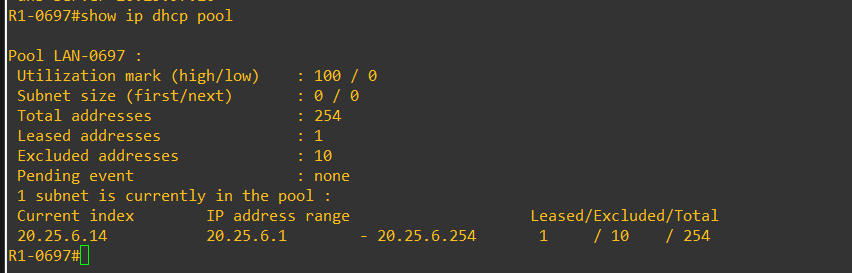 R1-0697#show ip dhcp pool
Pool LAN-0697 :
Utilization mark (high/low)    : 100 / 0
Subnet size (first/next)       : 0 / 0
Total addresses                : 254
Leased addresses               : 1
Excluded addresses             : 10
Pending event                  : none
1 subnet is currently in the pool :
Current index        IP address range                    Leased/Excluded/Total
20.25.6.14           20.25.6.1        - 20.25.6.254       1     / 10    / 254
R1-0697#